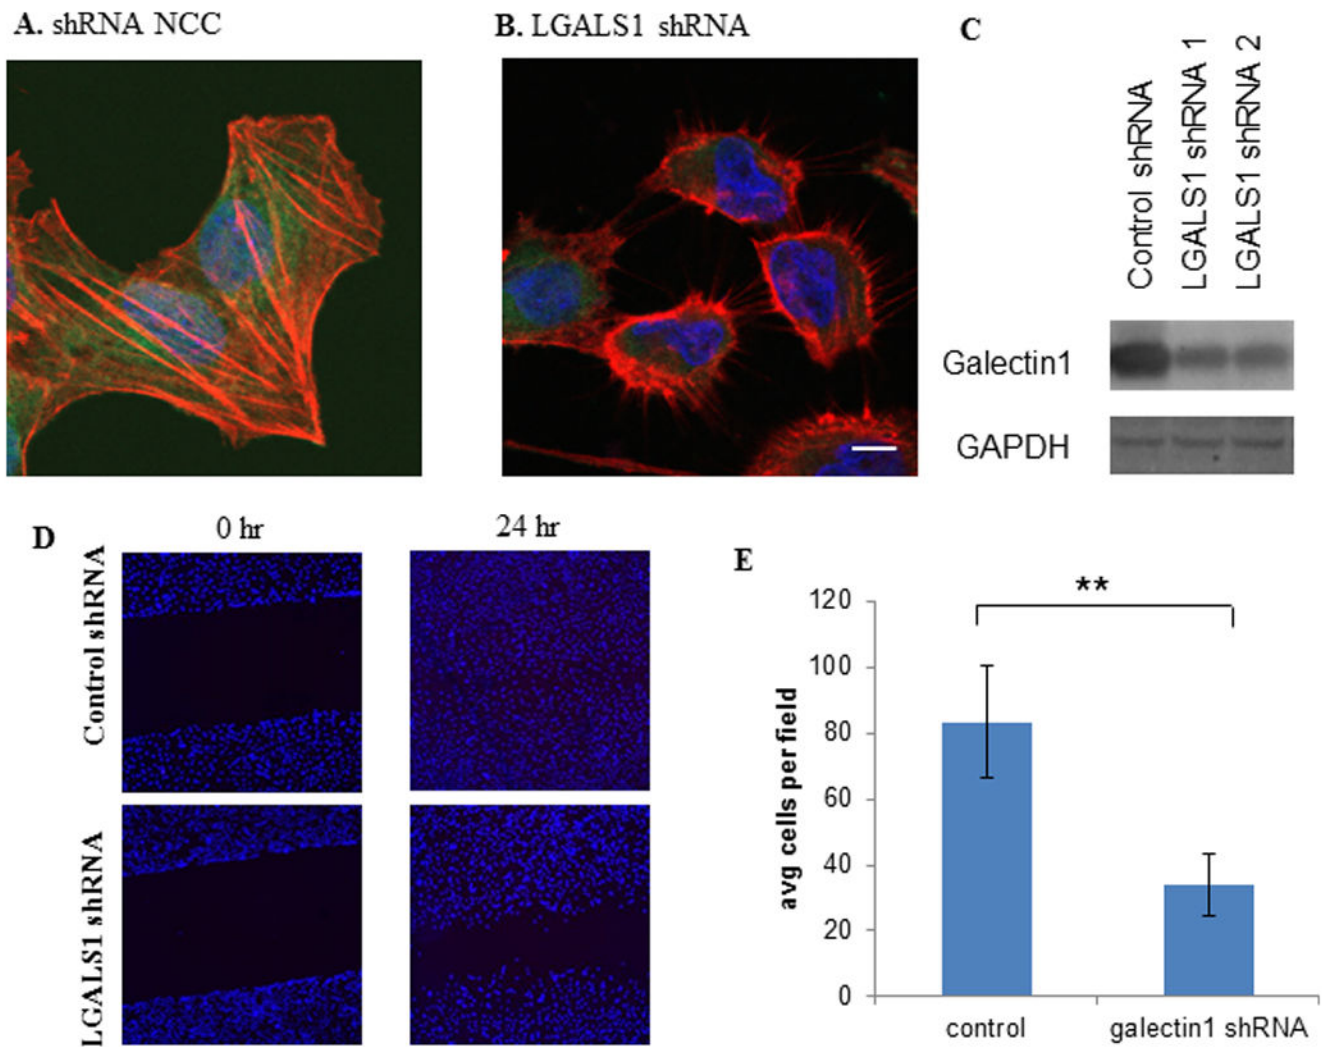 A. shRNA NCC
B. LGALS1 shRNA
C
Control shRNA
LGALS1 shRNA 1
LGALS1 shRNA 2
Galectin1
GAPDH
D
0 hr
24 hr
Control shRNA
LGALS1 shRNA
E
**
avg cells per field
120
100
80
60
40
20
0
control
galectin1 shRNA